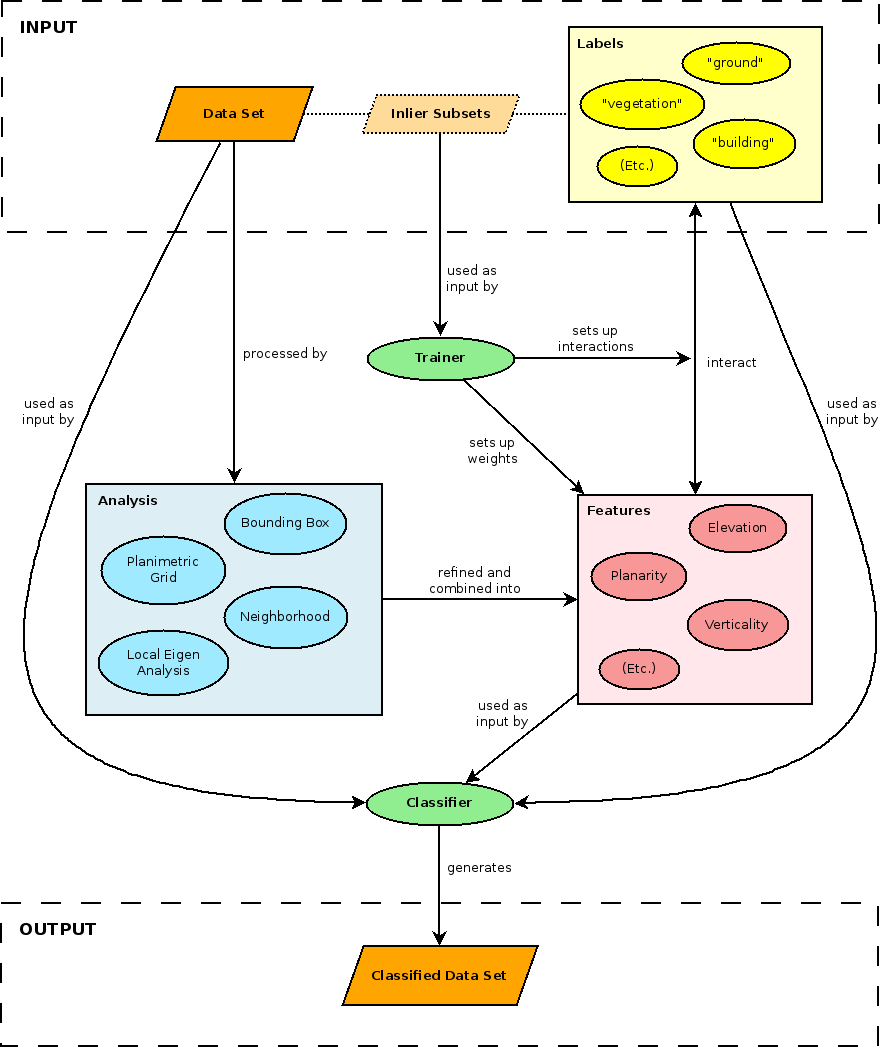 INPUT
Labels
"ground"
"vegetation"
Data Set
Inlier Subsets
"building"
(Etc.)
used as
input by
sets up
interactions
processed by
Trainer
interact
used as
input by
used as
input by
sets up
weights
Analysis
Bounding Box
Planimetric
Grid
Neighborhood
Local Eigen
Analysis
refined and
combined into
Features
Elevation
Planarity
Verticality
(Etc.)
used as
input by
Classifier
generates
OUTPUT
Classified Data Set